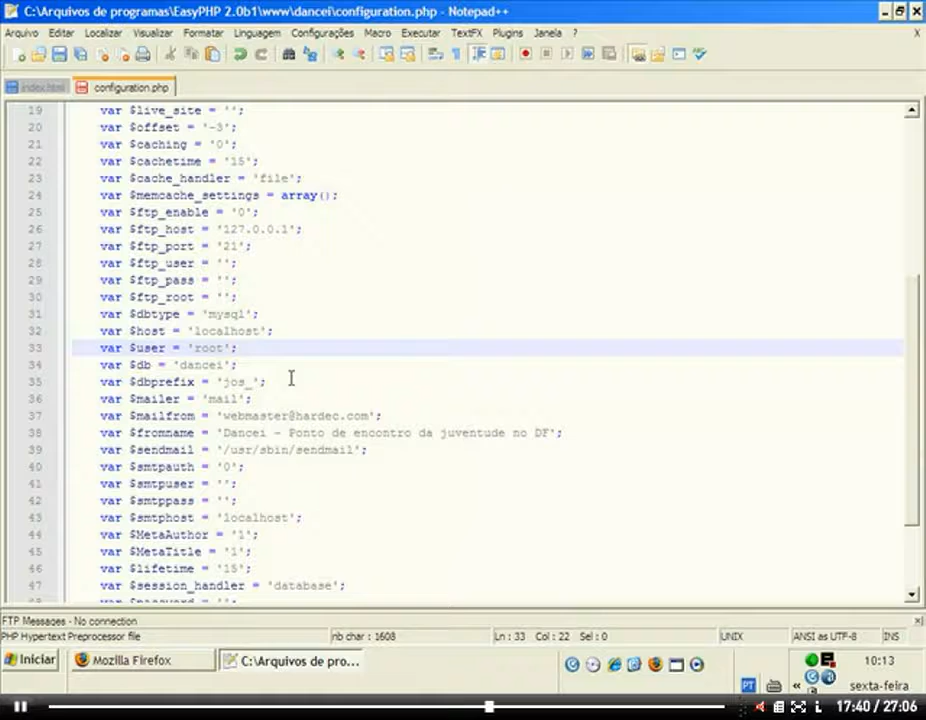 C:\Arquivos de programas\EasyPHP 2.0b1\www\dancei\configuration.php - Notepad++
Arquivo Editar Localizar Visualizar Formatar Linguagem Configurações Macro Executar TextFX Plugins Janela ? X
index.html configuration.php
19 var $live_site = '';
20 var $offset = '-3';
21 var $caching = '0';
22 var $cachetime = '15';
23 var $cache_handler = 'file';
24 var $memcache_settings = array();
25 var $ftp_enable = '0';
26 var $ftp_host = '127.0.0.1';
27 var $ftp_port = '21';
28 var $ftp_user = '';
29 var $ftp_pass = '';
30 var $ftp_root = '';
31 var $dbtype = 'mysql';
32 var $host = 'localhost';
33 var $user = 'root';
34 var $db = 'dancei';
35 var $dbprefix = 'jos_';
36 var $mailer = 'mail';
37 var $mailfrom = 'webmaster@hardec.com';
38 var $fromname = 'Dancei - Ponto de encontro da juventude no DF';
39 var $sendmail = '/usr/sbin/sendmail';
40 var $smtpauth = '0';
41 var $smtpuser = '';
42 var $smtppass = '';
43 var $smtphost = 'localhost';
44 var $MetaAuthor = '1';
45 var $MetaTitle = '1';
46 var $lifetime = '15';
47 var $session_handler = 'database';
FTP Messages - No connection
PHP Hypertext Preprocessor file nb char : 1608 Ln : 33 Col : 22 Sel : 0 UNIX ANSI as UTF-8 INS
Iniciar Mozilla Firefox C:\Arquivos de pro... PT « 10:13
sexta-feira
17:40 / 27:06